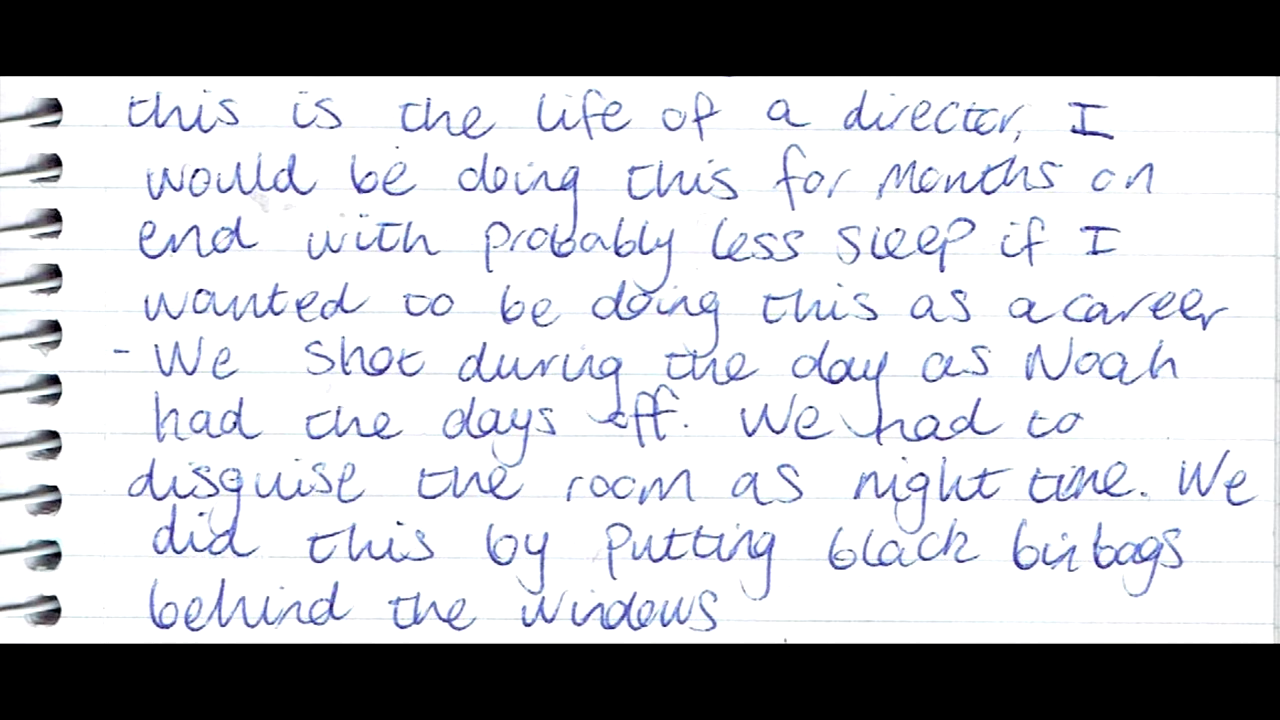 this is the life of a director, I
would be doing this for months on
end with probably less sleep if I
wanted to be doing this as a career
- We shot during the day as Noah
had the days off. We had to
disguise the room as night time. We
did this by putting black bin bags
behind the windows